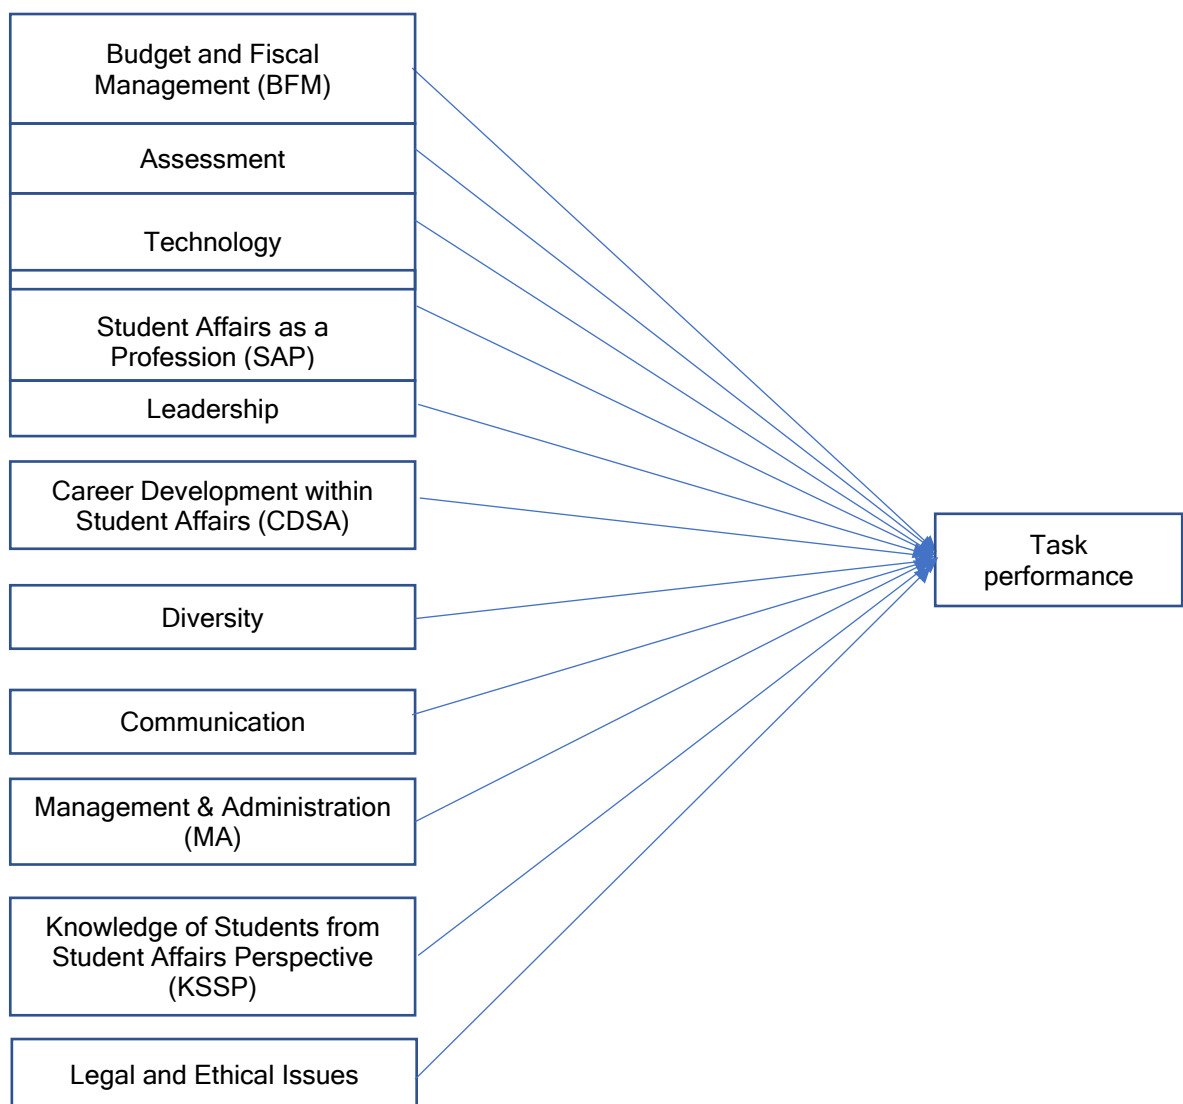 Budget and Fiscal
Management (BFM)
Assessment
Technology
Student Affairs as a
Profession (SAP)
Leadership
Career Development within
Student Affairs (CDSA)
Diversity
Communication
Management & Administration
(MA)
Knowledge of Students from
Student Affairs Perspective
(KSSP)
Legal and Ethical Issues
Task
performance